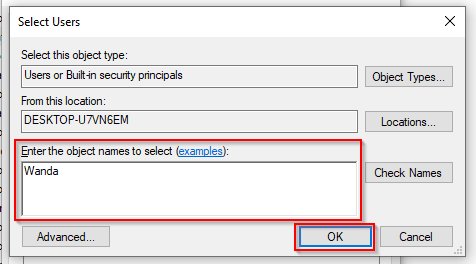 Select Users
Select this object type:
Users or Built-in security principals
Object Types...
From this location:
DESKTOP-U7VN6EM
Locations...
Enter the object names to select (examples):
Wanda
Check Names
Advanced...
OK
Cancel